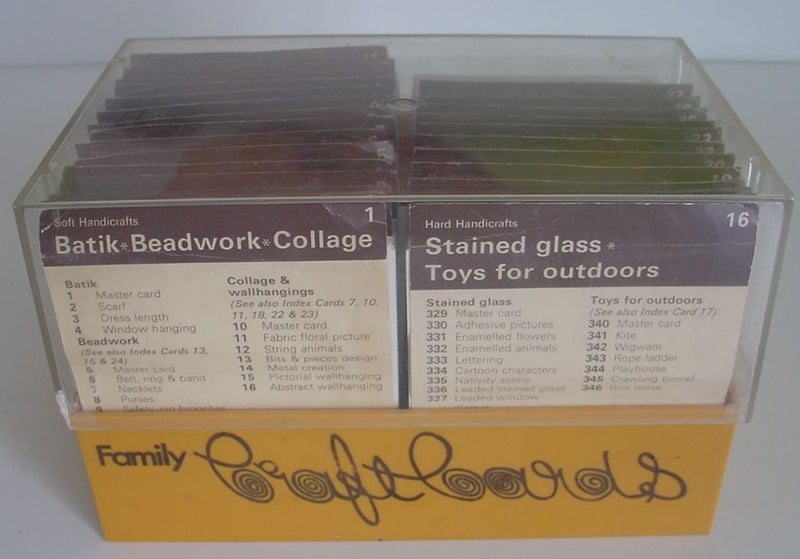 Soft Handicrafts
1
Batik*Beadwork*Collage
Batik
1 Master card
2 Scarf
3 Dress length
4 Window hanging
Beadwork
(See also Index Cards 13,
15 & 24)
5 Master card
6 Belt, ring & band
7 Necklets
8 Purses
9 Safety-pin brooches
Collage &
wallhangings
(See also Index Cards 7, 10,
11, 18, 22 & 23)
10 Master card
11 Fabric floral picture
12 String animals
13 Bits & pieces design
14 Metal creation
15 Pictorial wallhanging
16 Abstract wallhanging
Hard Handicrafts
16
Stained glass*
Toys for outdoors
Stained glass
329 Master card
330 Adhesive pictures
331 Enamelled flowers
332 Enamelled animals
333 Lettering
334 Cartoon characters
335 Nativity scene
336 Leaded stained glass
337 Leaded window
plaque
Toys for outdoors
(See also Index Card 17)
340 Master card
341 Kite
342 Wigwam
343 Rope ladder
344 Playhouse
345 Crawling tunnel
346 Box horse
Family CraftCards